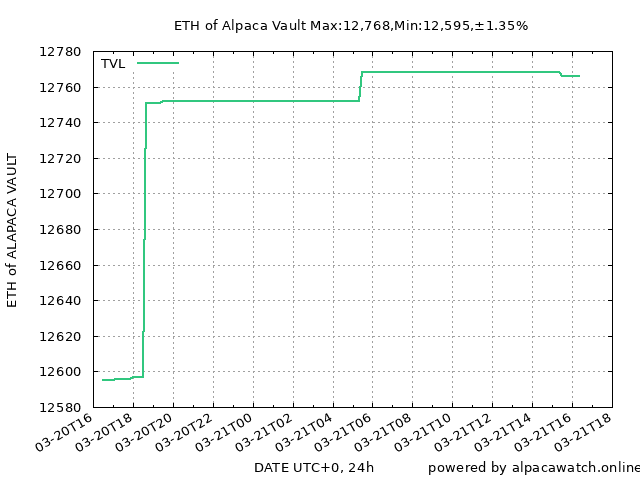 ETH of Alpaca Vault Max:12,768,Min:12,595,±1.35%
TVL
12780
12760
12740
12720
12700
12680
12660
12640
12620
12600
12580
ETH of ALAPACA VAULT
03-20T16
03-20T18
03-20T20
03-20T22
03-21T00
03-21T02
03-21T04
03-21T06
03-21T08
03-21T10
03-21T12
03-21T14
03-21T16
03-21T18
DATE UTC+0, 24h
powered by alpacawatch.online